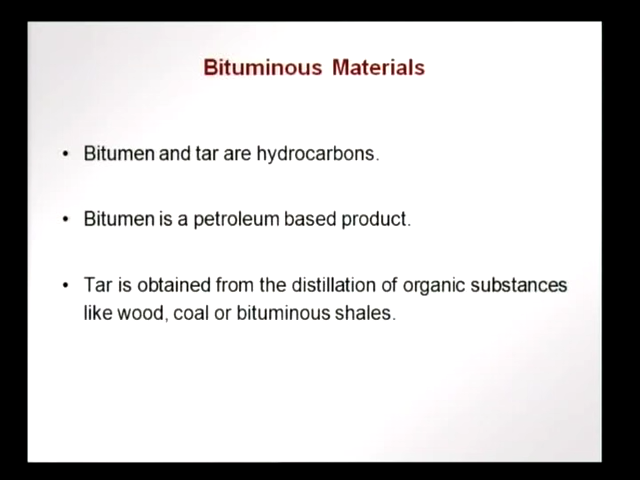 Bituminous Materials
• Bitumen and tar are hydrocarbons.
• Bitumen is a petroleum based product.
• Tar is obtained from the distillation of organic substances
like wood, coal or bituminous shales.